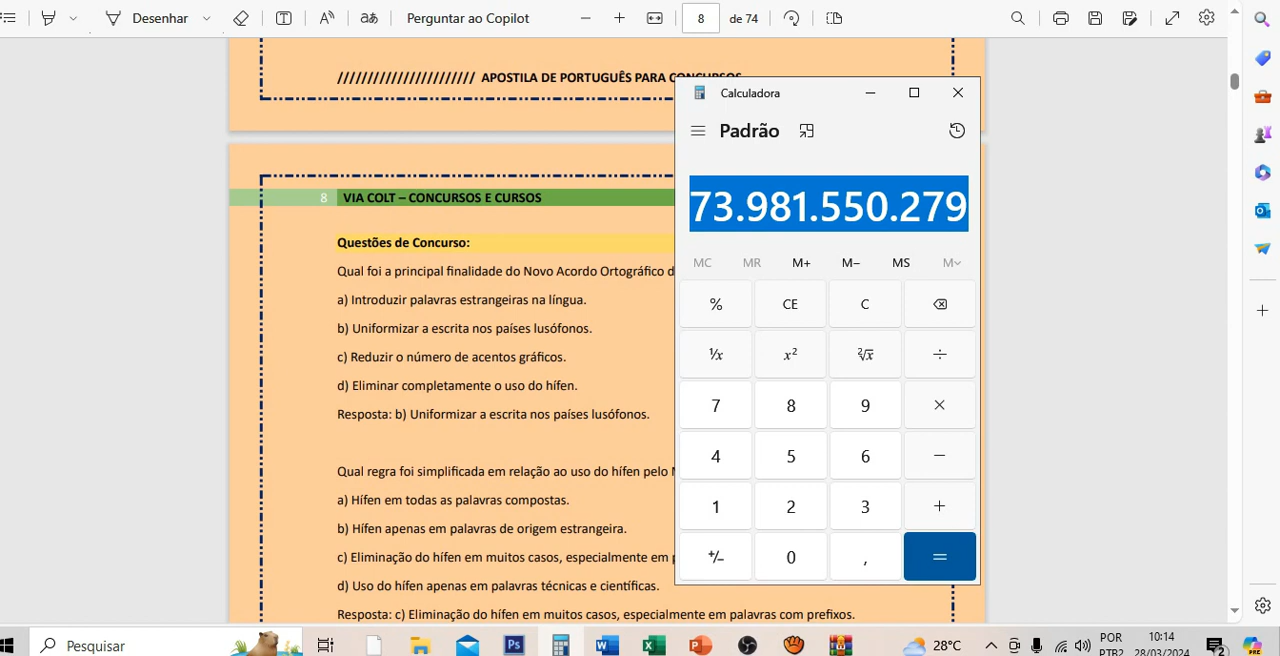 Desenhar
Perguntar ao Copilot
8
de 74
/////////////////////// APOSTILA DE PORTUGUÊS PARA CONCURSOS
8 VIA COLT – CONCURSOS E CURSOS
Questões de Concurso:
Qual foi a principal finalidade do Novo Acordo Ortográfico d
a) Introduzir palavras estrangeiras na língua.
b) Uniformizar a escrita nos países lusófonos.
c) Reduzir o número de acentos gráficos.
d) Eliminar completamente o uso do hífen.
Resposta: b) Uniformizar a escrita nos países lusófonos.
Qual regra foi simplificada em relação ao uso do hífen pelo
a) Hífen em todas as palavras compostas.
b) Hífen apenas em palavras de origem estrangeira.
c) Eliminação do hífen em muitos casos, especialmente em p
d) Uso do hífen apenas em palavras técnicas e científicas.
Resposta: c) Eliminação do hífen em muitos casos, especialmente em palavras com prefixos.
Calculadora
Padrão
73.981.550.279
MC MR M+ M− MS M
% CE C
1/x x² ²√x ÷
7 8 9 ×
4 5 6 −
1 2 3 +
+/− 0 , =
Pesquisar
28°C
POR
PTB2
10:14
28/03/2024
2